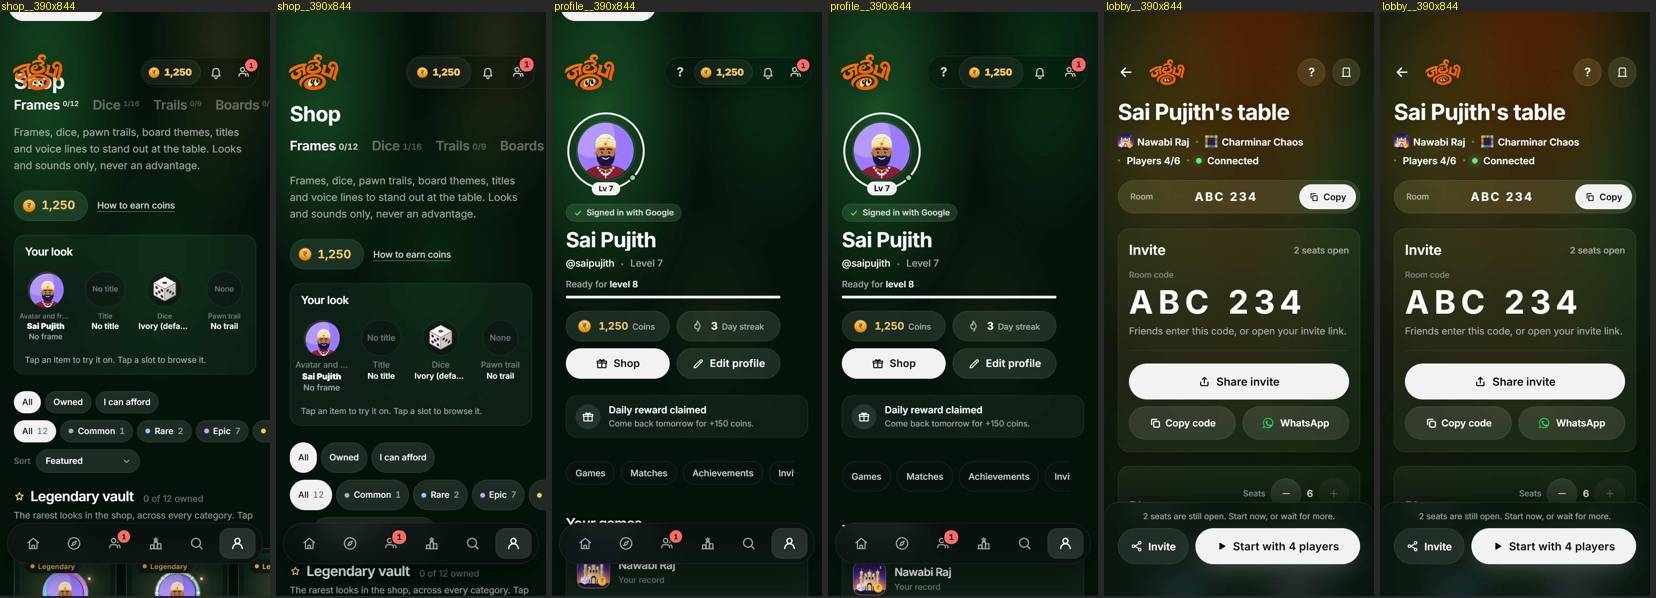 shop__390x844
जलेबी
Shop
1,250
1
Frames 0/12 Dice 1/16 Trails 0/9 Boards 0/
Frames, dice, pawn trails, board themes, titles
and voice lines to stand out at the table. Looks
and sounds only, never an advantage.
1,250 How to earn coins
Your look
No title
None
Avatar and fr... Title Dice Pawn trail
Sai Pujith No title Ivory (defa... No trail
No frame
Tap an item to try it on. Tap a slot to browse it.
All Owned I can afford
All 12 Common 1 Rare 2 Epic 7
Sort Featured
Legendary vault 0 of 12 owned
The rarest looks in the shop, across every category. Tap
1
Legendary Legendary Le
shop__390x844
जलेबी
1,250
1
Shop
Frames 0/12 Dice 1/16 Trails 0/9 Boards
Frames, dice, pawn trails, board themes, titles
and voice lines to stand out at the table. Looks
and sounds only, never an advantage.
1,250 How to earn coins
Your look
No title
None
Avatar and ... Title Dice Pawn trail
Sai Pujith No title Ivory (defa... No trail
No frame
Tap an item to try it on. Tap a slot to browse it.
All Owned I can afford
All 12 Common 1 Rare 2 Epic 7
1
Legendary vault 0 of 12 owned
The rarest looks in the shop, across every category. Tap
profile__390x844
जलेबी
? 1,250
1
Lv 7
Signed in with Google
Sai Pujith
@saipujith · Level 7
Ready for level 8
1,250 Coins 3 Day streak
Shop Edit profile
Daily reward claimed
Come back tomorrow for +150 coins.
Games Matches Achievements Invi
Your games
1
Nawabi Raj
Your record
profile__390x844
जलेबी
? 1,250
1
Lv 7
Signed in with Google
Sai Pujith
@saipujith · Level 7
Ready for level 8
1,250 Coins 3 Day streak
Shop Edit profile
Daily reward claimed
Come back tomorrow for +150 coins.
Games Matches Achievements Invi
1
Nawabi Raj
Your record
lobby__390x844
जलेबी
?
Sai Pujith's table
Nawabi Raj · Charminar Chaos
· Players 4/6 · Connected
Room ABC 234 Copy
Invite 2 seats open
Room code
ABC 234
Friends enter this code, or open your invite link.
Share invite
Copy code WhatsApp
Seats − 6 +
2 seats are still open. Start now, or wait for more.
Invite Start with 4 players
lobby__390x844
जलेबी
?
Sai Pujith's table
Nawabi Raj · Charminar Chaos
· Players 4/6 · Connected
Room ABC 234 Copy
Invite 2 seats open
Room code
ABC 234
Friends enter this code, or open your invite link.
Share invite
Copy code WhatsApp
Seats − 6 +
2 seats are still open. Start now, or wait for more.
Invite Start with 4 players